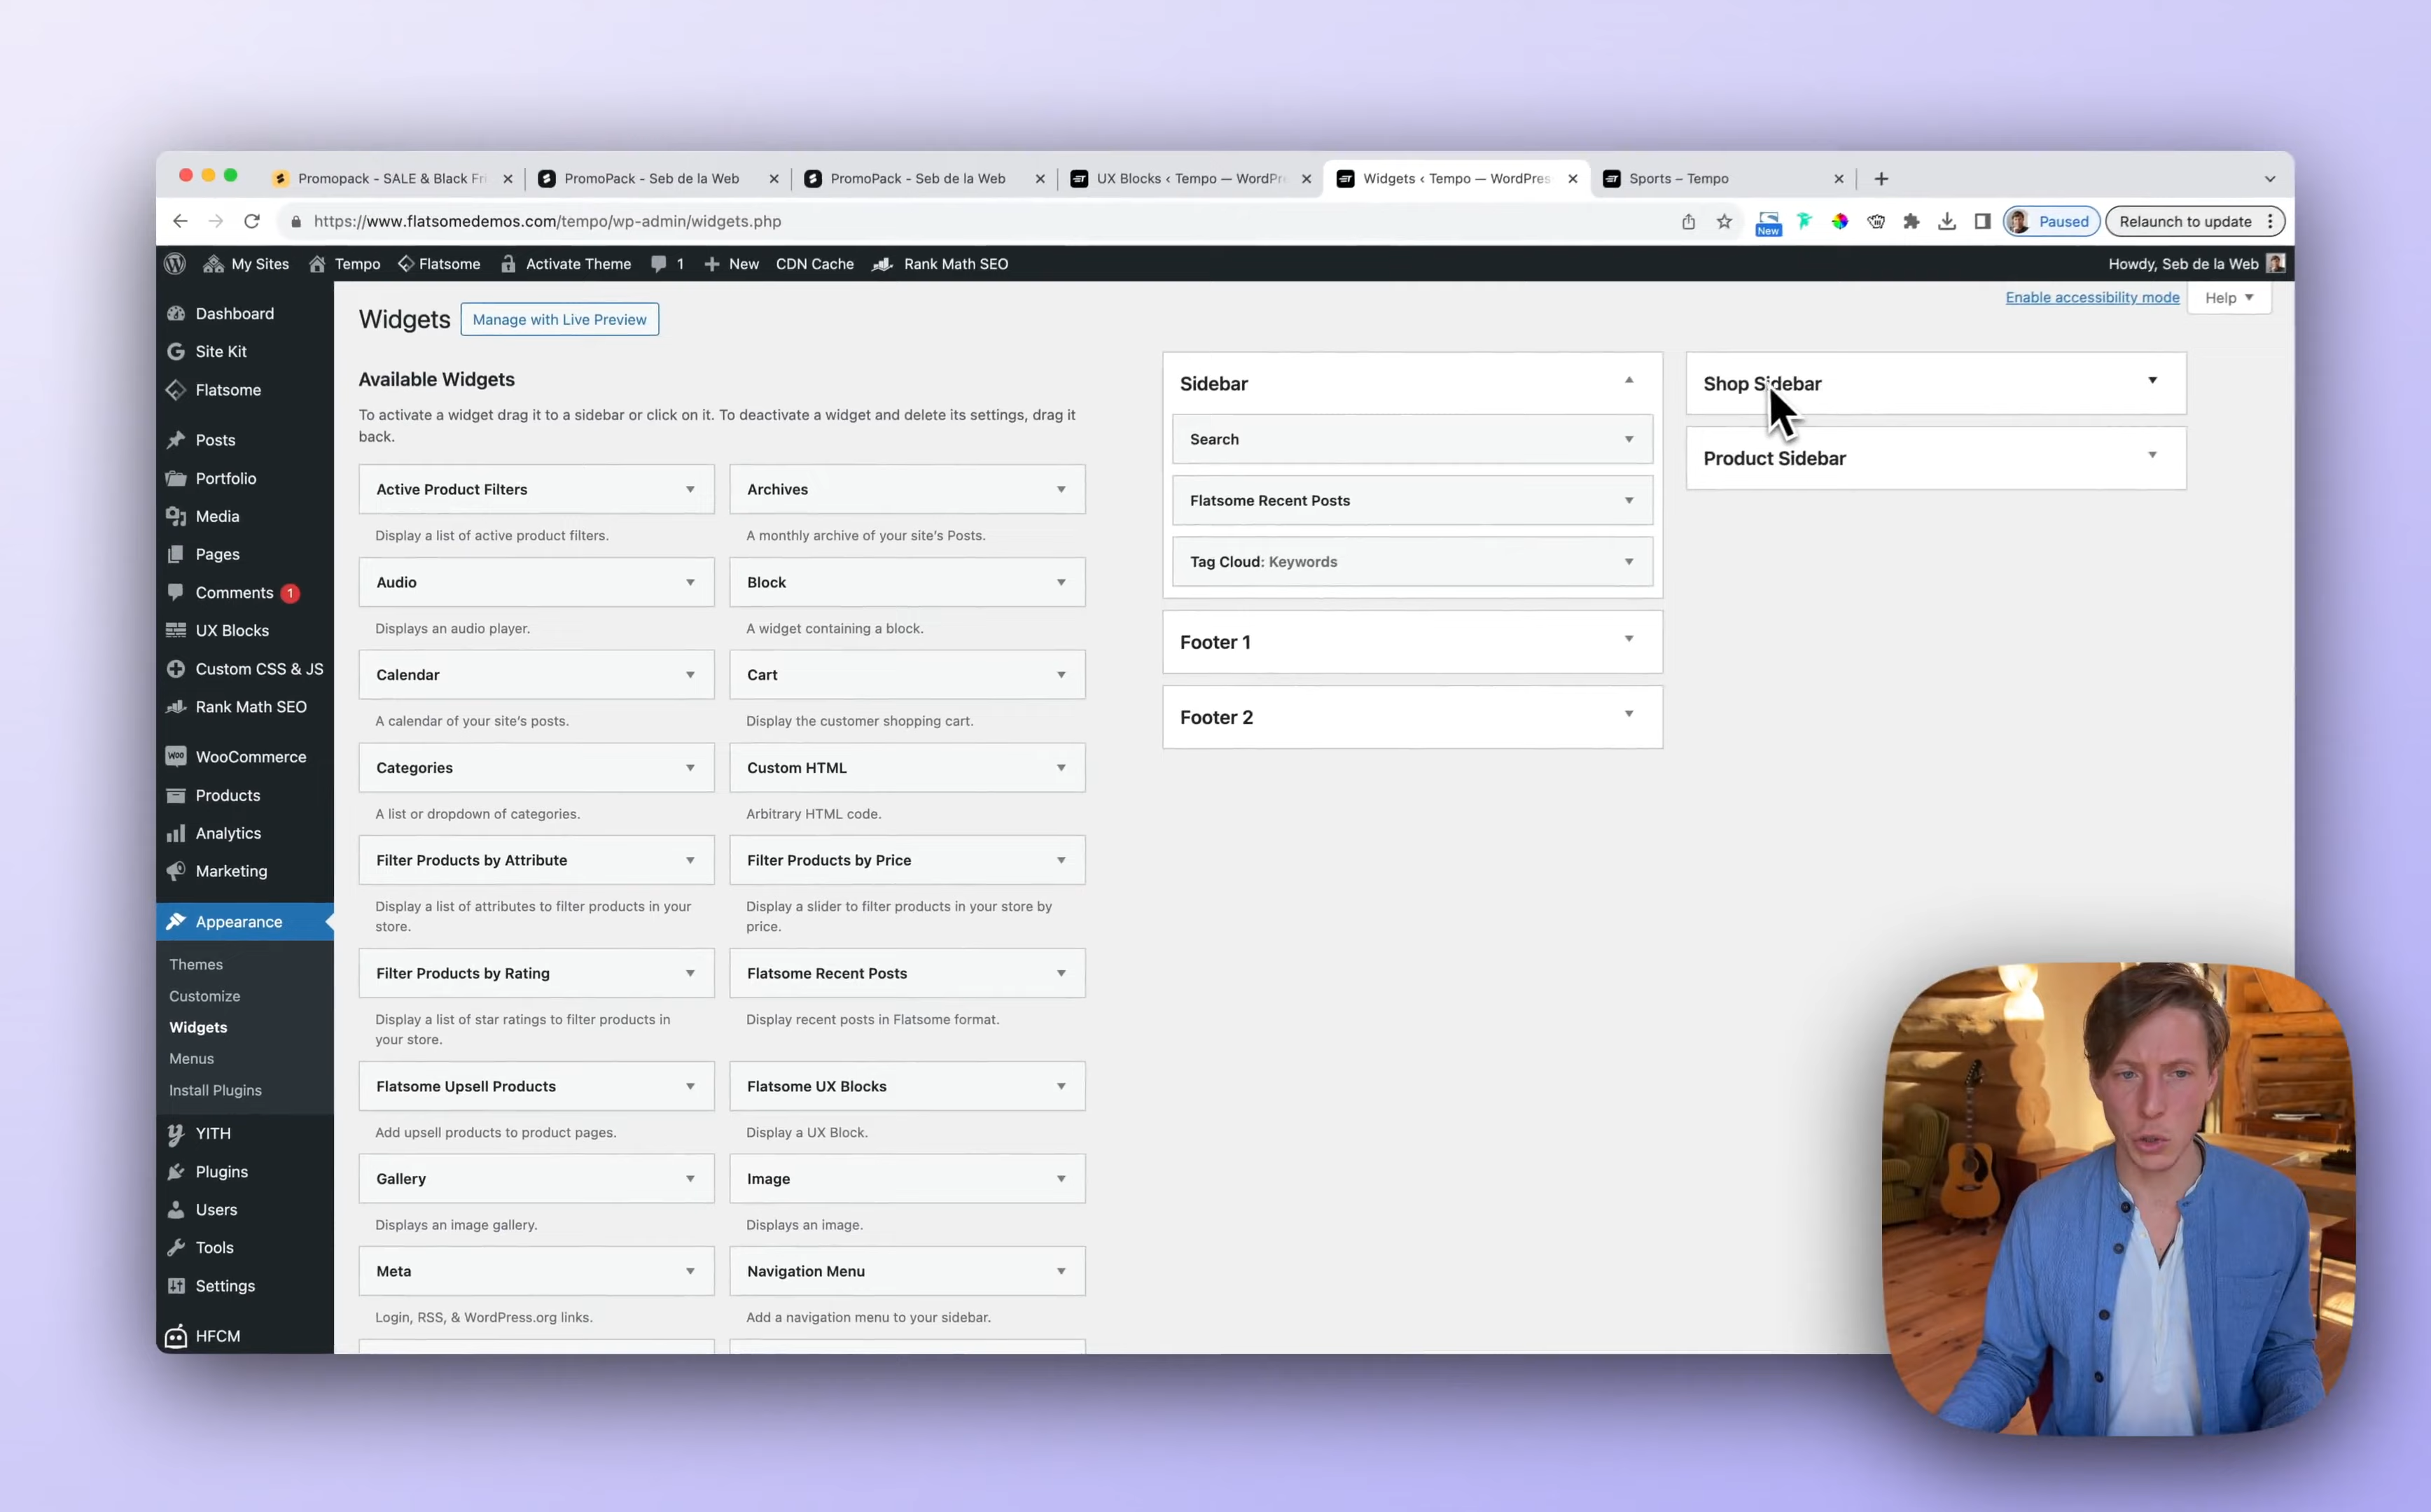 Promopack - SALE & Black Fri
PromoPack - Seb de la Web
PromoPack - Seb de la Web
UX Blocks ‹ Tempo — WordPre
Widgets ‹ Tempo — WordPres
Sports – Tempo
https://www.flatsomedemos.com/tempo/wp-admin/widgets.php
New
Paused
Relaunch to update
My Sites
Tempo
Flatsome
Activate Theme
1
New
CDN Cache
Rank Math SEO
Howdy, Seb de la Web
Dashboard
Site Kit
Flatsome
Posts
Portfolio
Media
Pages
Comments 1
UX Blocks
Custom CSS & JS
Rank Math SEO
WooCommerce
Products
Analytics
Marketing
Appearance
Themes
Customize
Widgets
Menus
Install Plugins
YITH
Plugins
Users
Tools
Settings
HFCM
Widgets
Manage with Live Preview
Enable accessibility mode
Help
Available Widgets
To activate a widget drag it to a sidebar or click on it. To deactivate a widget and delete its settings, drag it
back.
Active Product Filters
Display a list of active product filters.
Archives
A monthly archive of your site's Posts.
Audio
Displays an audio player.
Block
A widget containing a block.
Calendar
A calendar of your site's posts.
Cart
Display the customer shopping cart.
Categories
A list or dropdown of categories.
Custom HTML
Arbitrary HTML code.
Filter Products by Attribute
Display a list of attributes to filter products in your
store.
Filter Products by Price
Display a slider to filter products in your store by
price.
Filter Products by Rating
Display a list of star ratings to filter products in
your store.
Flatsome Recent Posts
Display recent posts in Flatsome format.
Flatsome Upsell Products
Add upsell products to product pages.
Flatsome UX Blocks
Display a UX Block.
Gallery
Displays an image gallery.
Image
Displays an image.
Meta
Login, RSS, & WordPress.org links.
Navigation Menu
Add a navigation menu to your sidebar.
Sidebar
Search
Flatsome Recent Posts
Tag Cloud: Keywords
Footer 1
Footer 2
Shop Sidebar
Product Sidebar